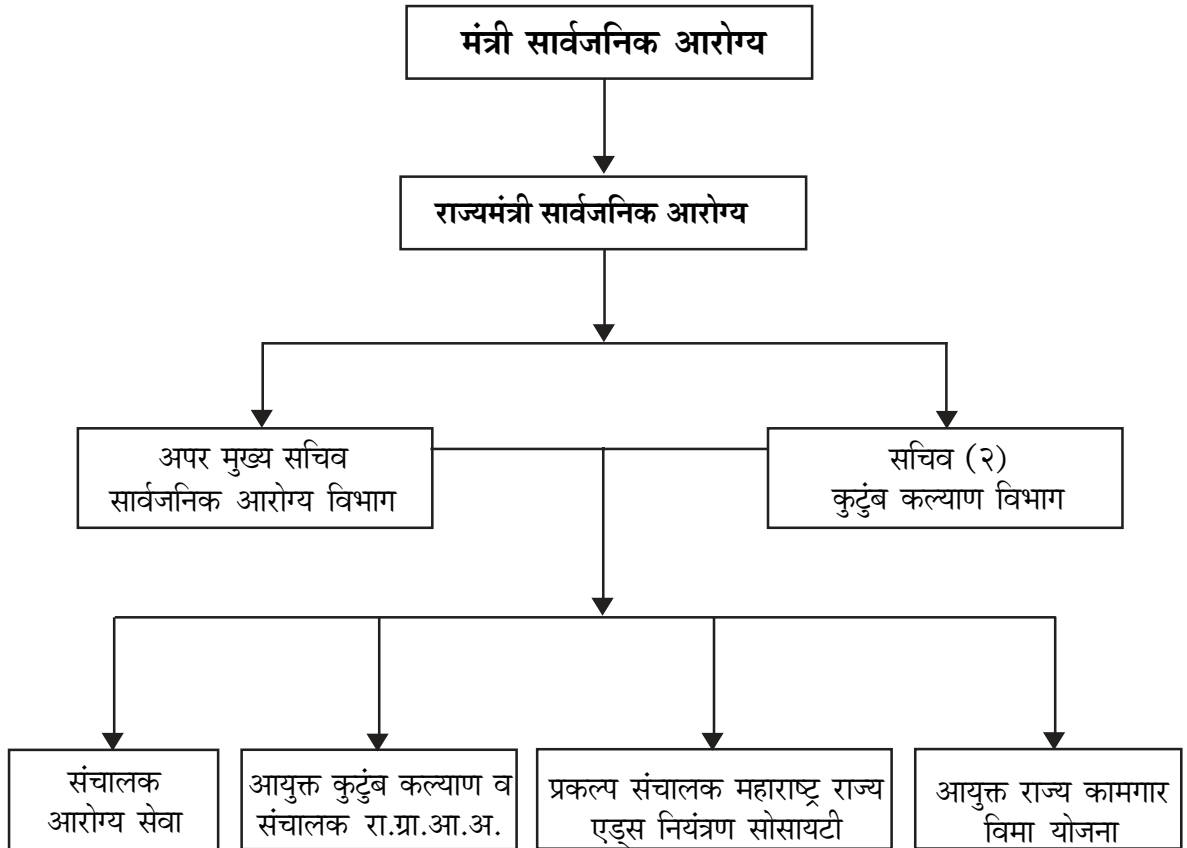 मंत्री सार्वजनिक आरोग्य
राज्यमंत्री सार्वजनिक आरोग्य
अपर मुख्य सचिव
सार्वजनिक आरोग्य विभाग
सचिव (२)
कुटुंब कल्याण विभाग
संचालक
आरोग्य सेवा
आयुक्त कुटुंब कल्याण व
संचालक रा.ग्रा.आ.अ.
प्रकल्प संचालक महाराष्ट्र राज्य
एड्स नियंत्रण सोसायटी
आयुक्त राज्य कामगार
विमा योजना